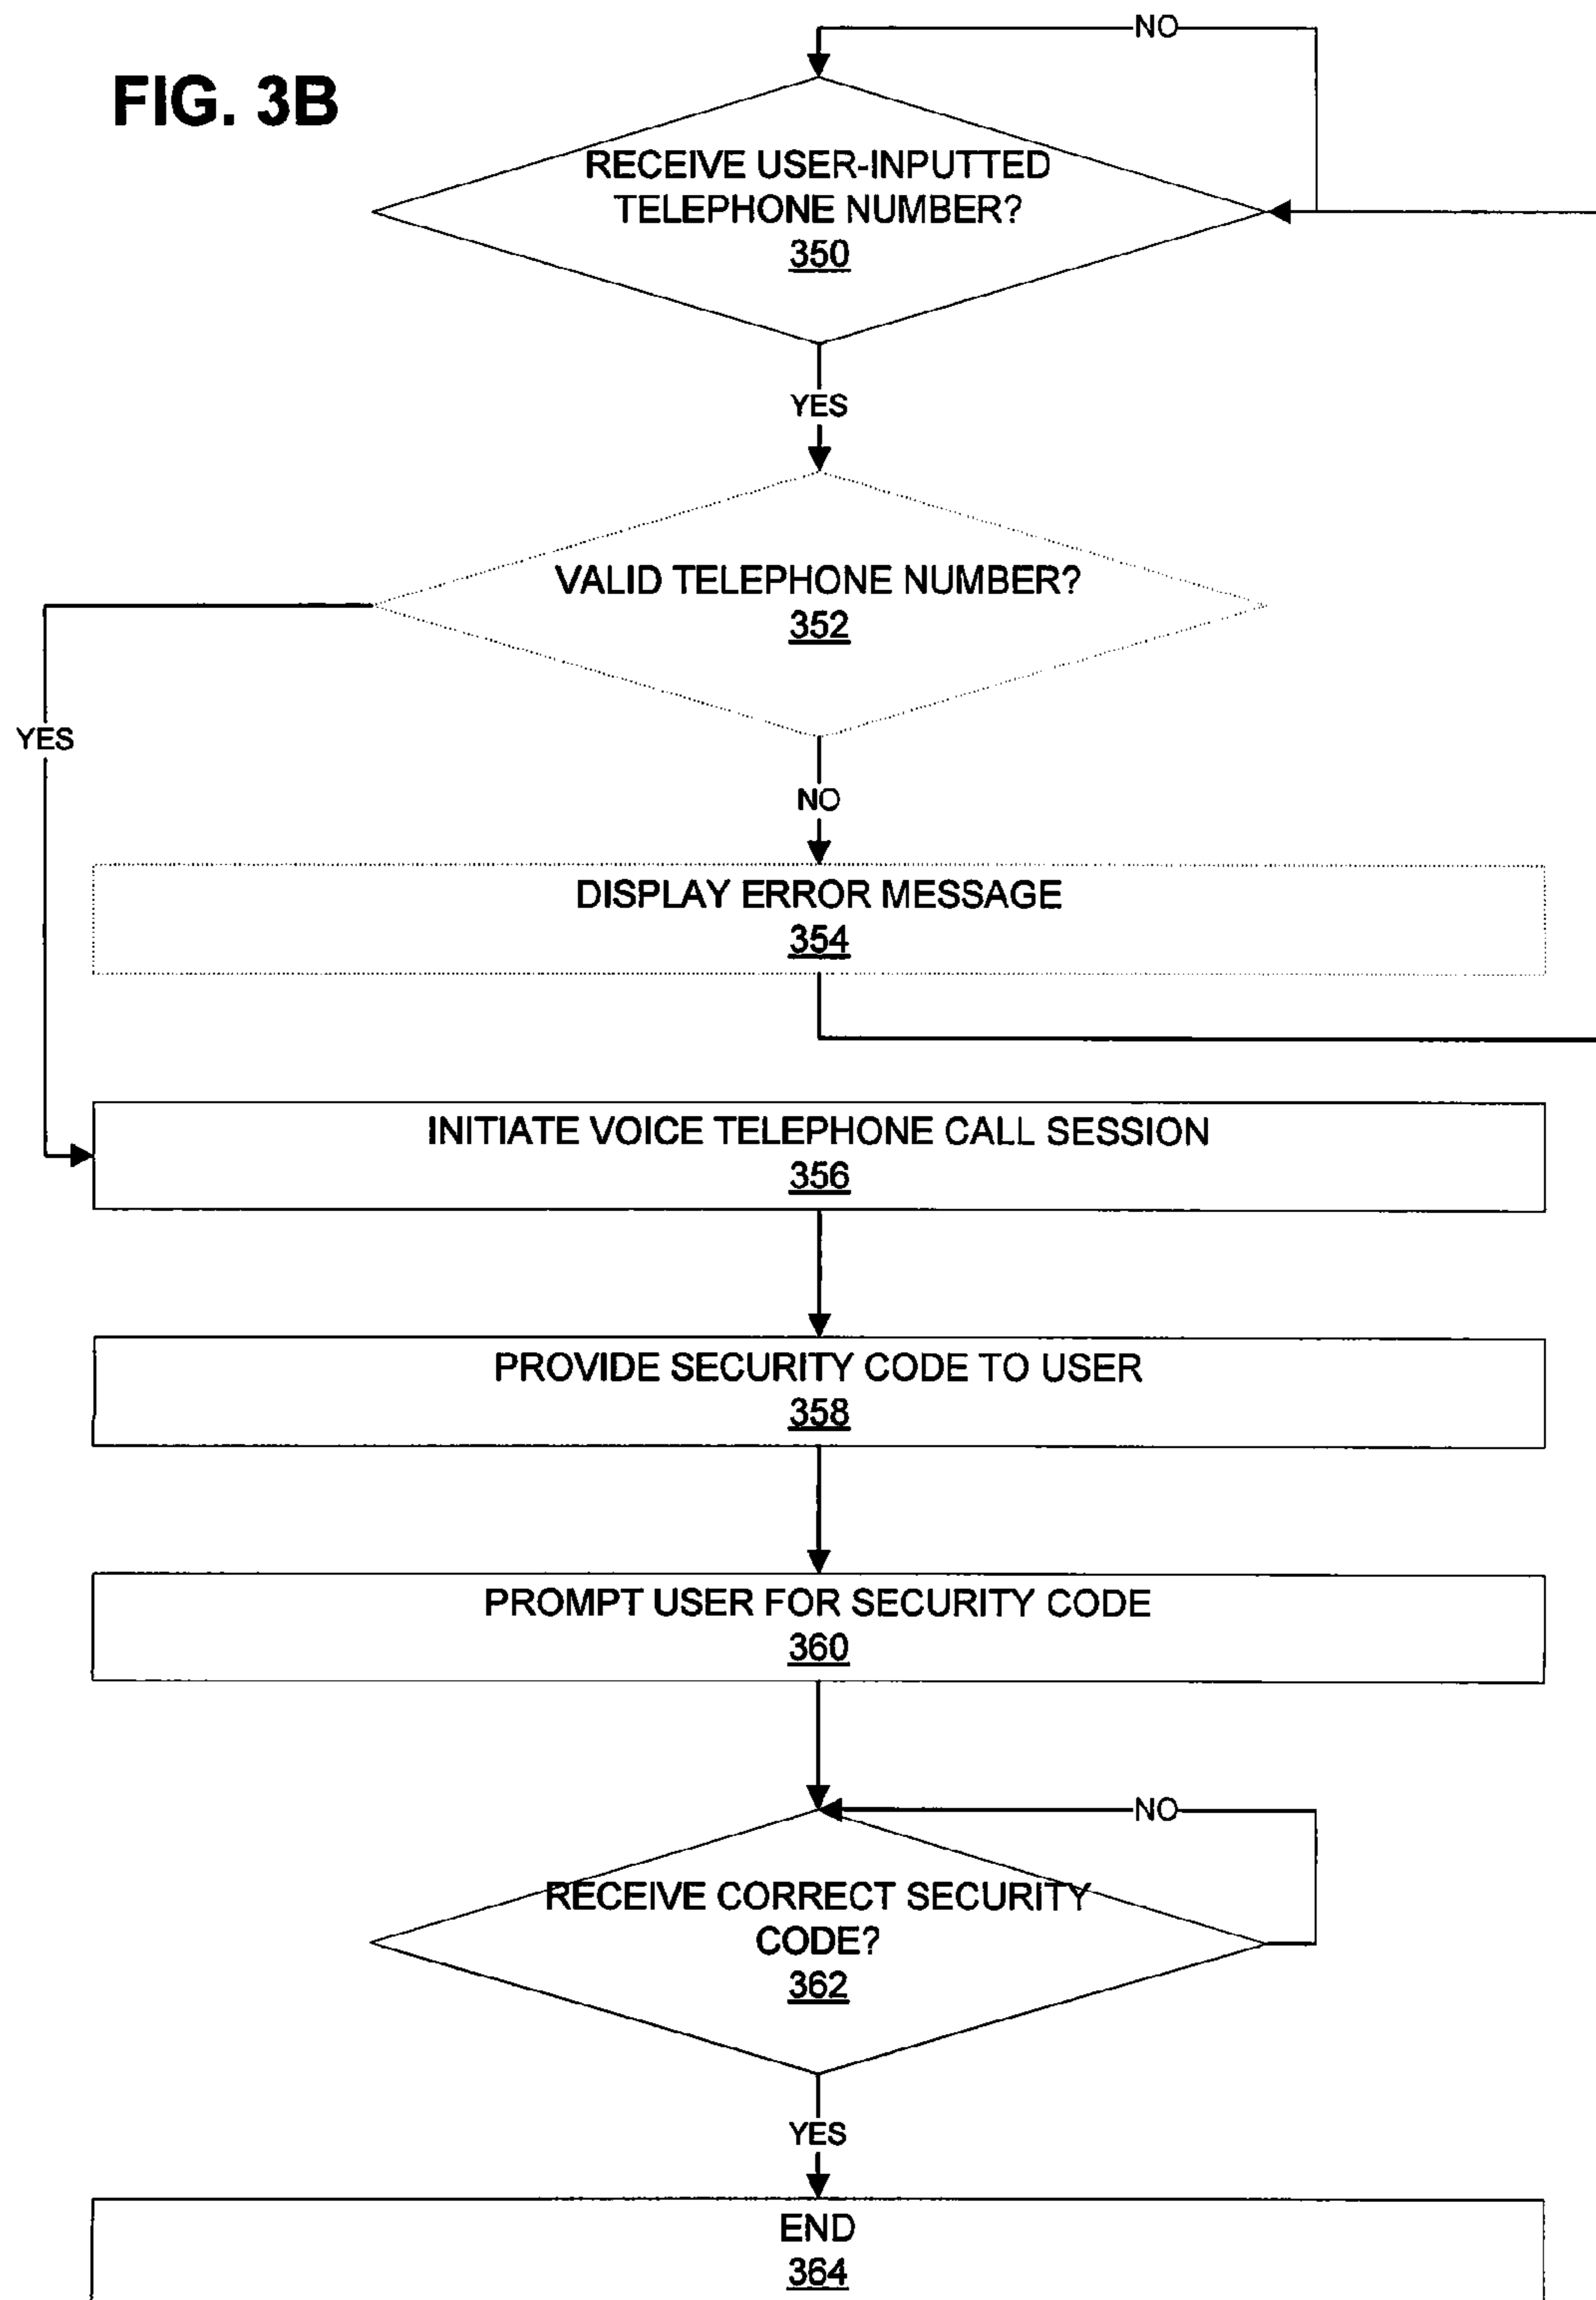 NO
FIG. 3B
RECEIVE USER-INPUTTED
TELEPHONE NUMBER?
350
YES
VALID TELEPHONE NUMBER?
352
YES
NO
DISPLAY ERROR MESSAGE
354
INITIATE VOICE TELEPHONE CALL SESSION
356
PROVIDE SECURITY CODE TO USER
358
PROMPT USER FOR SECURITY CODE
360
NO
RECEIVE CORRECT SECURITY
CODE?
362
YES
END
364